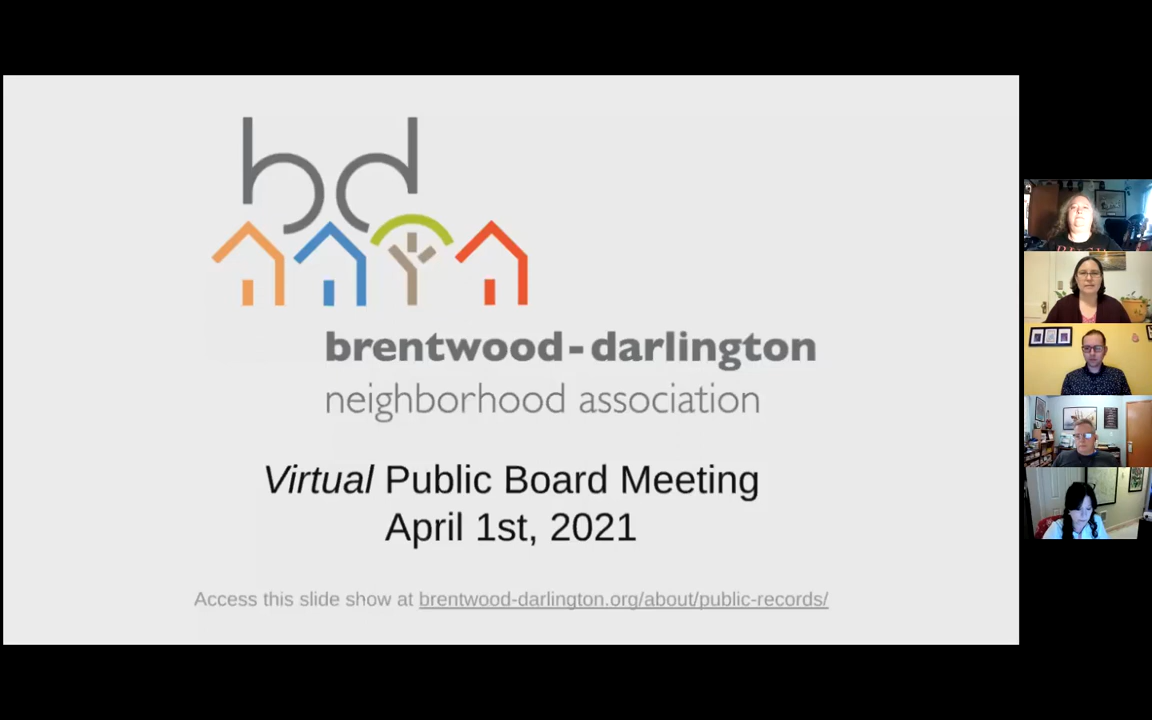 bd
brentwood-darlington
neighborhood association
Virtual Public Board Meeting
April 1st, 2021
Access this slide show at brentwood-darlington.org/about/public-records/